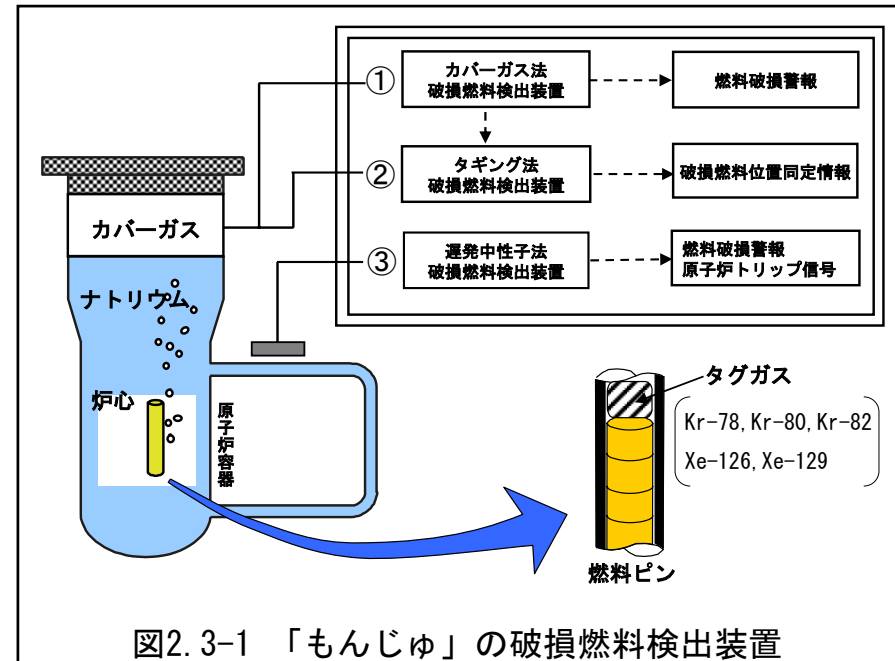 ①
カバーガス法
破損燃料検出装置
燃料破損警報
②
タギング法
破損燃料検出装置
破損燃料位置同定情報
③
遅発中性子法
破損燃料検出装置
燃料破損警報
原子炉トリップ信号
カバーガス
ナトリウム
炉心
原子炉容器
タグガス
Kr-78, Kr-80, Kr-82
Xe-126, Xe-129
燃料ピン
図2.3-1 「もんじゅ」の破損燃料検出装置